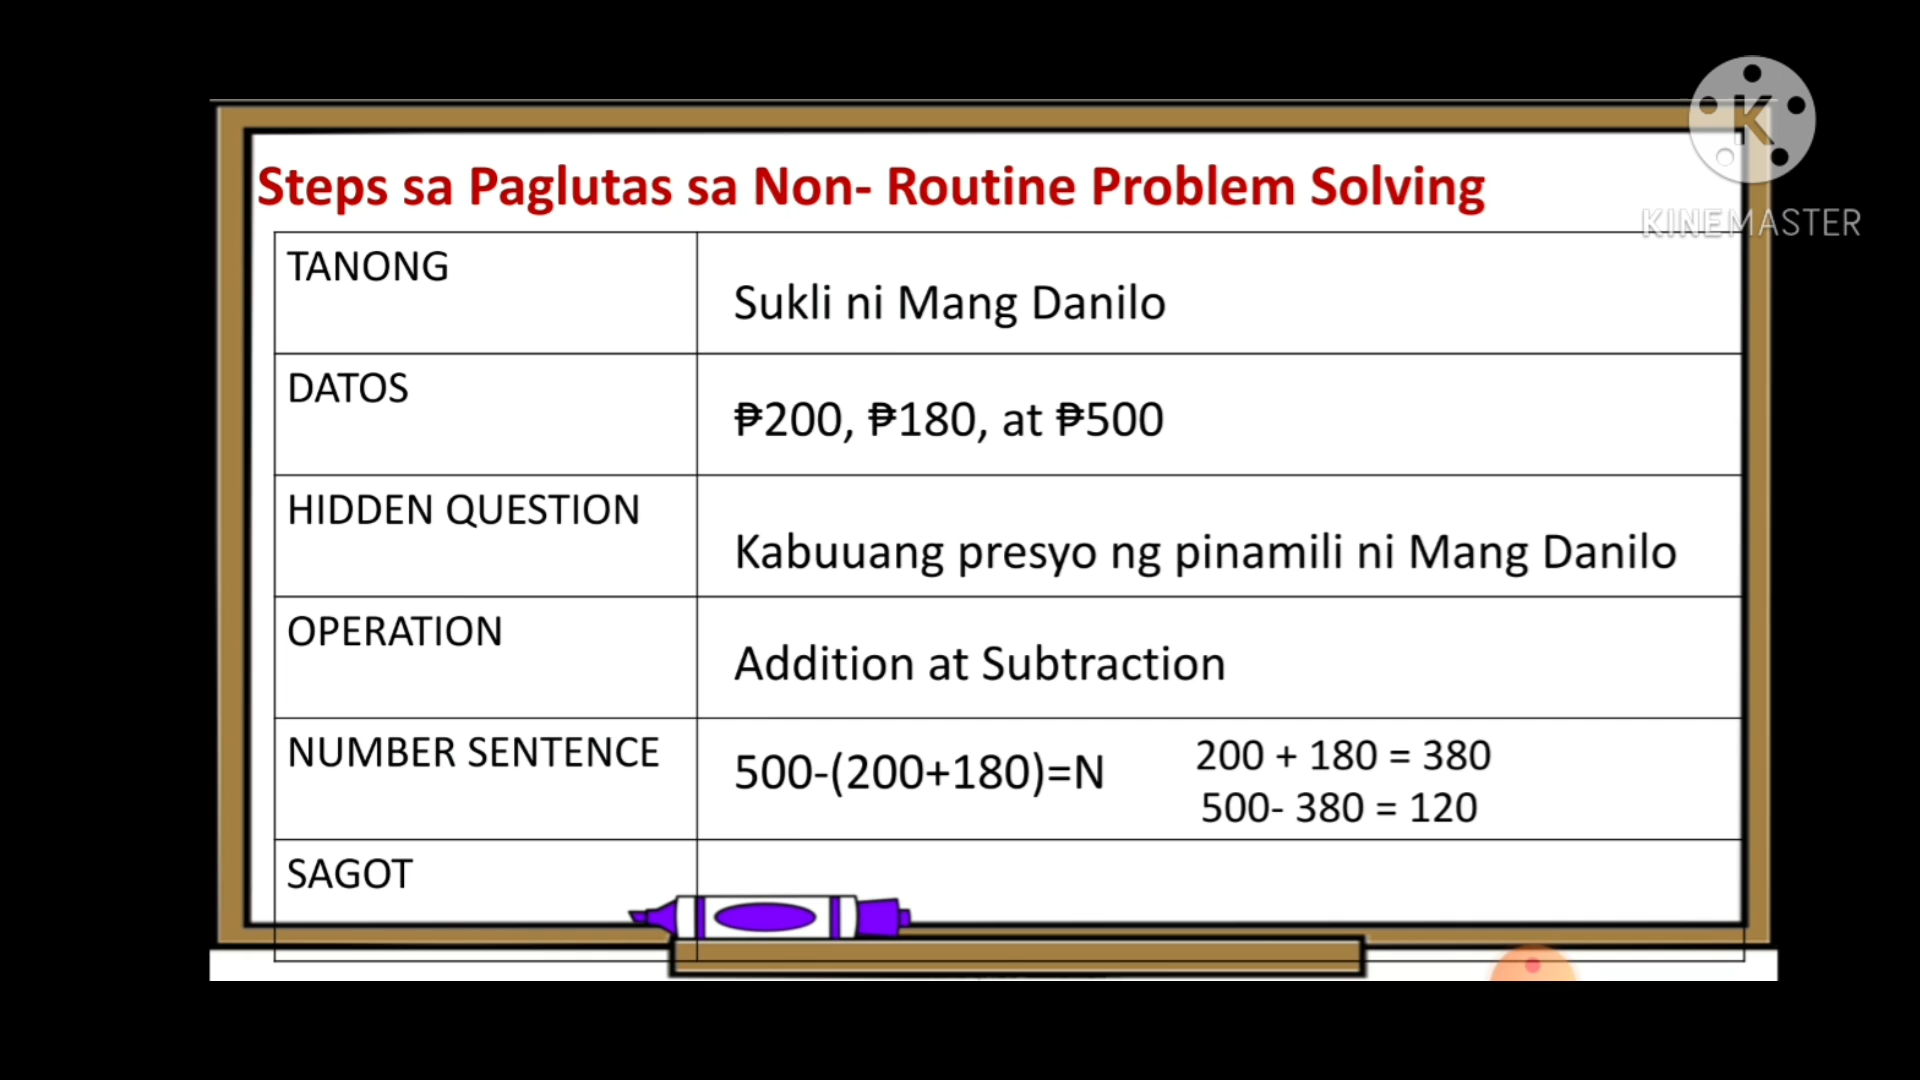 Steps sa Paglutas sa Non- Routine Problem Solving
K
KINEMASTER
TANONG
Sukli ni Mang Danilo
DATOS
₱200, ₱180, at ₱500
HIDDEN QUESTION
Kabuuang presyo ng pinamili ni Mang Danilo
OPERATION
Addition at Subtraction
NUMBER SENTENCE
500-(200+180)=N
200 + 180 = 380
500- 380 = 120
SAGOT